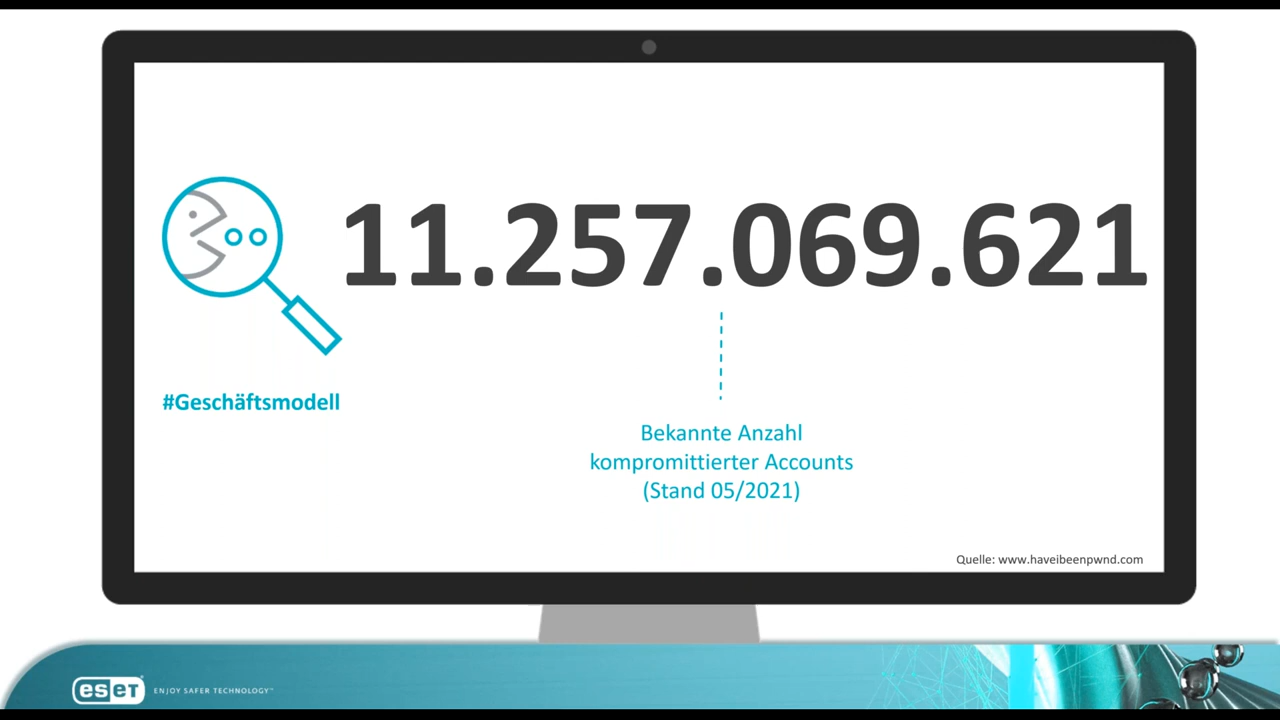 11.257.069.621
#Geschäftsmodell
Bekannte Anzahl
kompromittierter Accounts
(Stand 05/2021)
Quelle: www.haveibeenpwnd.com
eset ENJOY SAFER TECHNOLOGY™